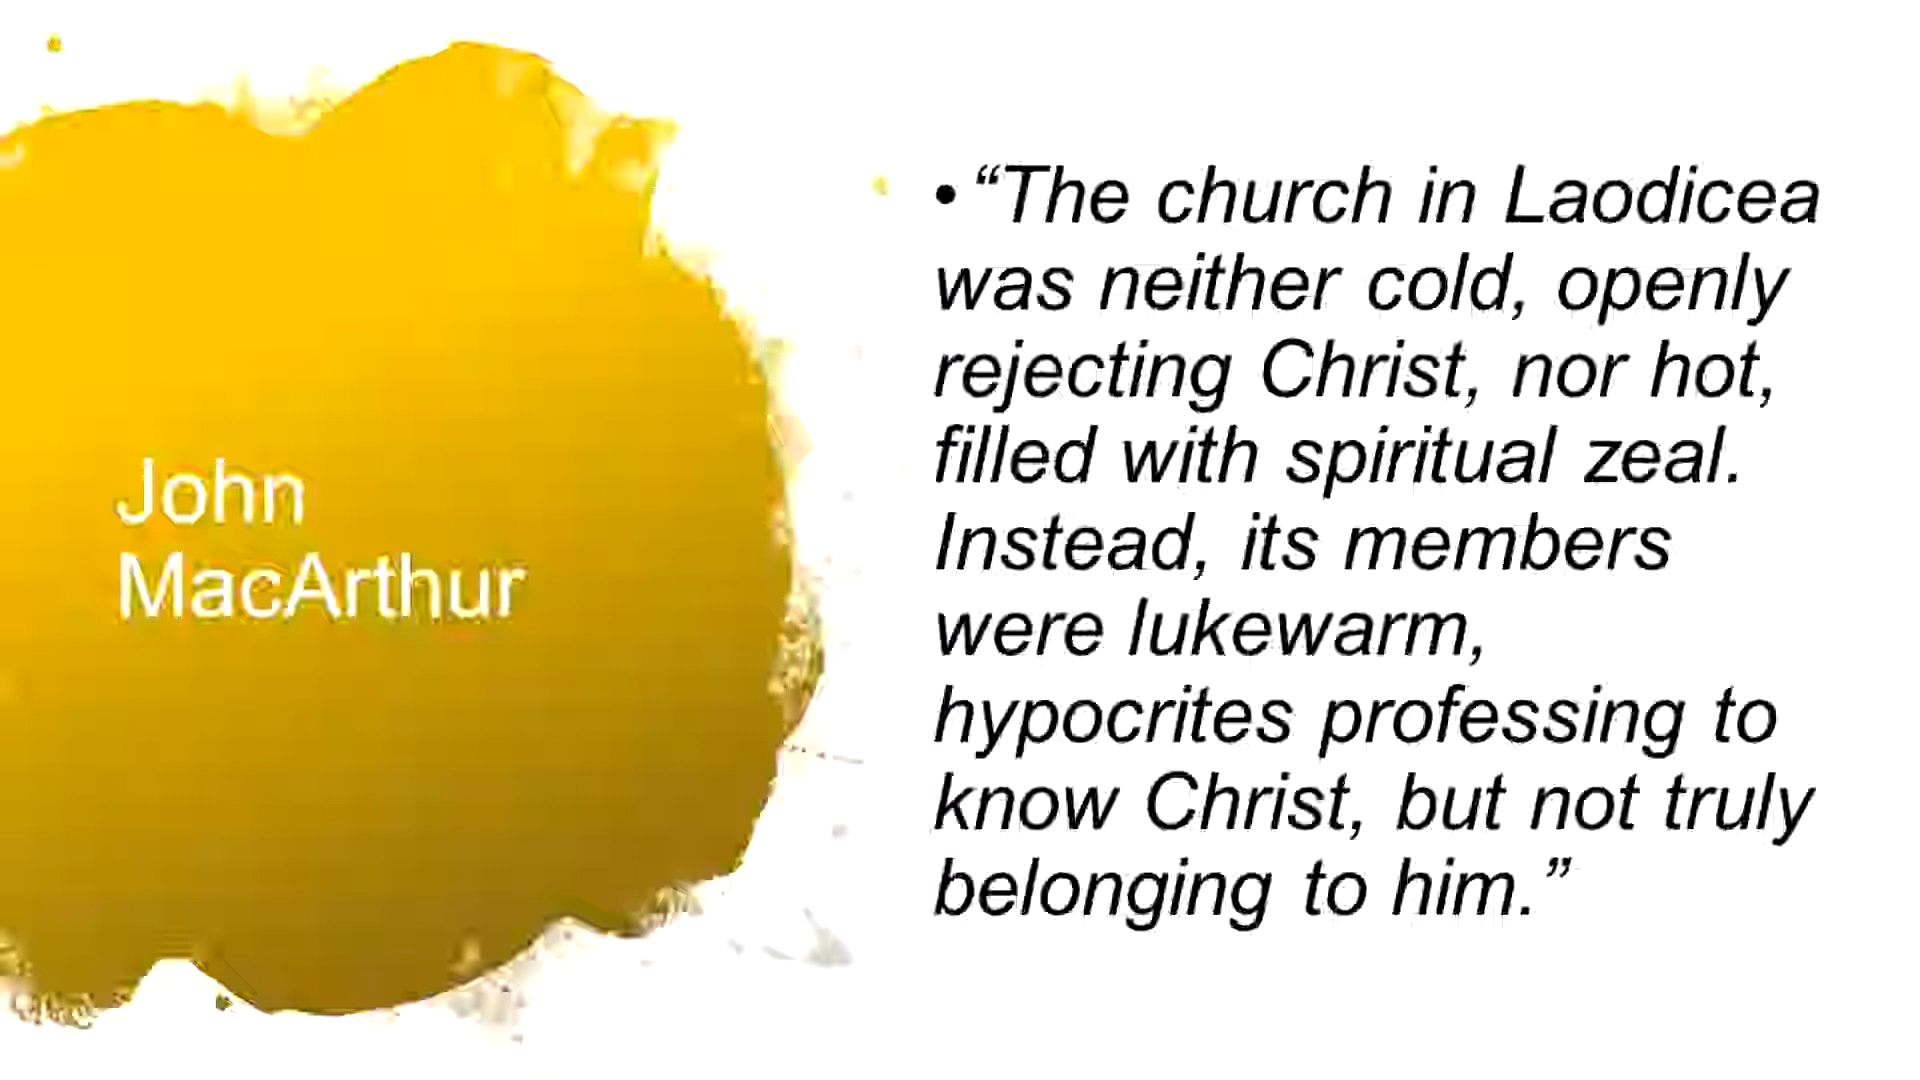 John
MacArthur
• “The church in Laodicea
was neither cold, openly
rejecting Christ, nor hot,
filled with spiritual zeal.
Instead, its members
were lukewarm,
hypocrites professing to
know Christ, but not truly
belonging to him.”